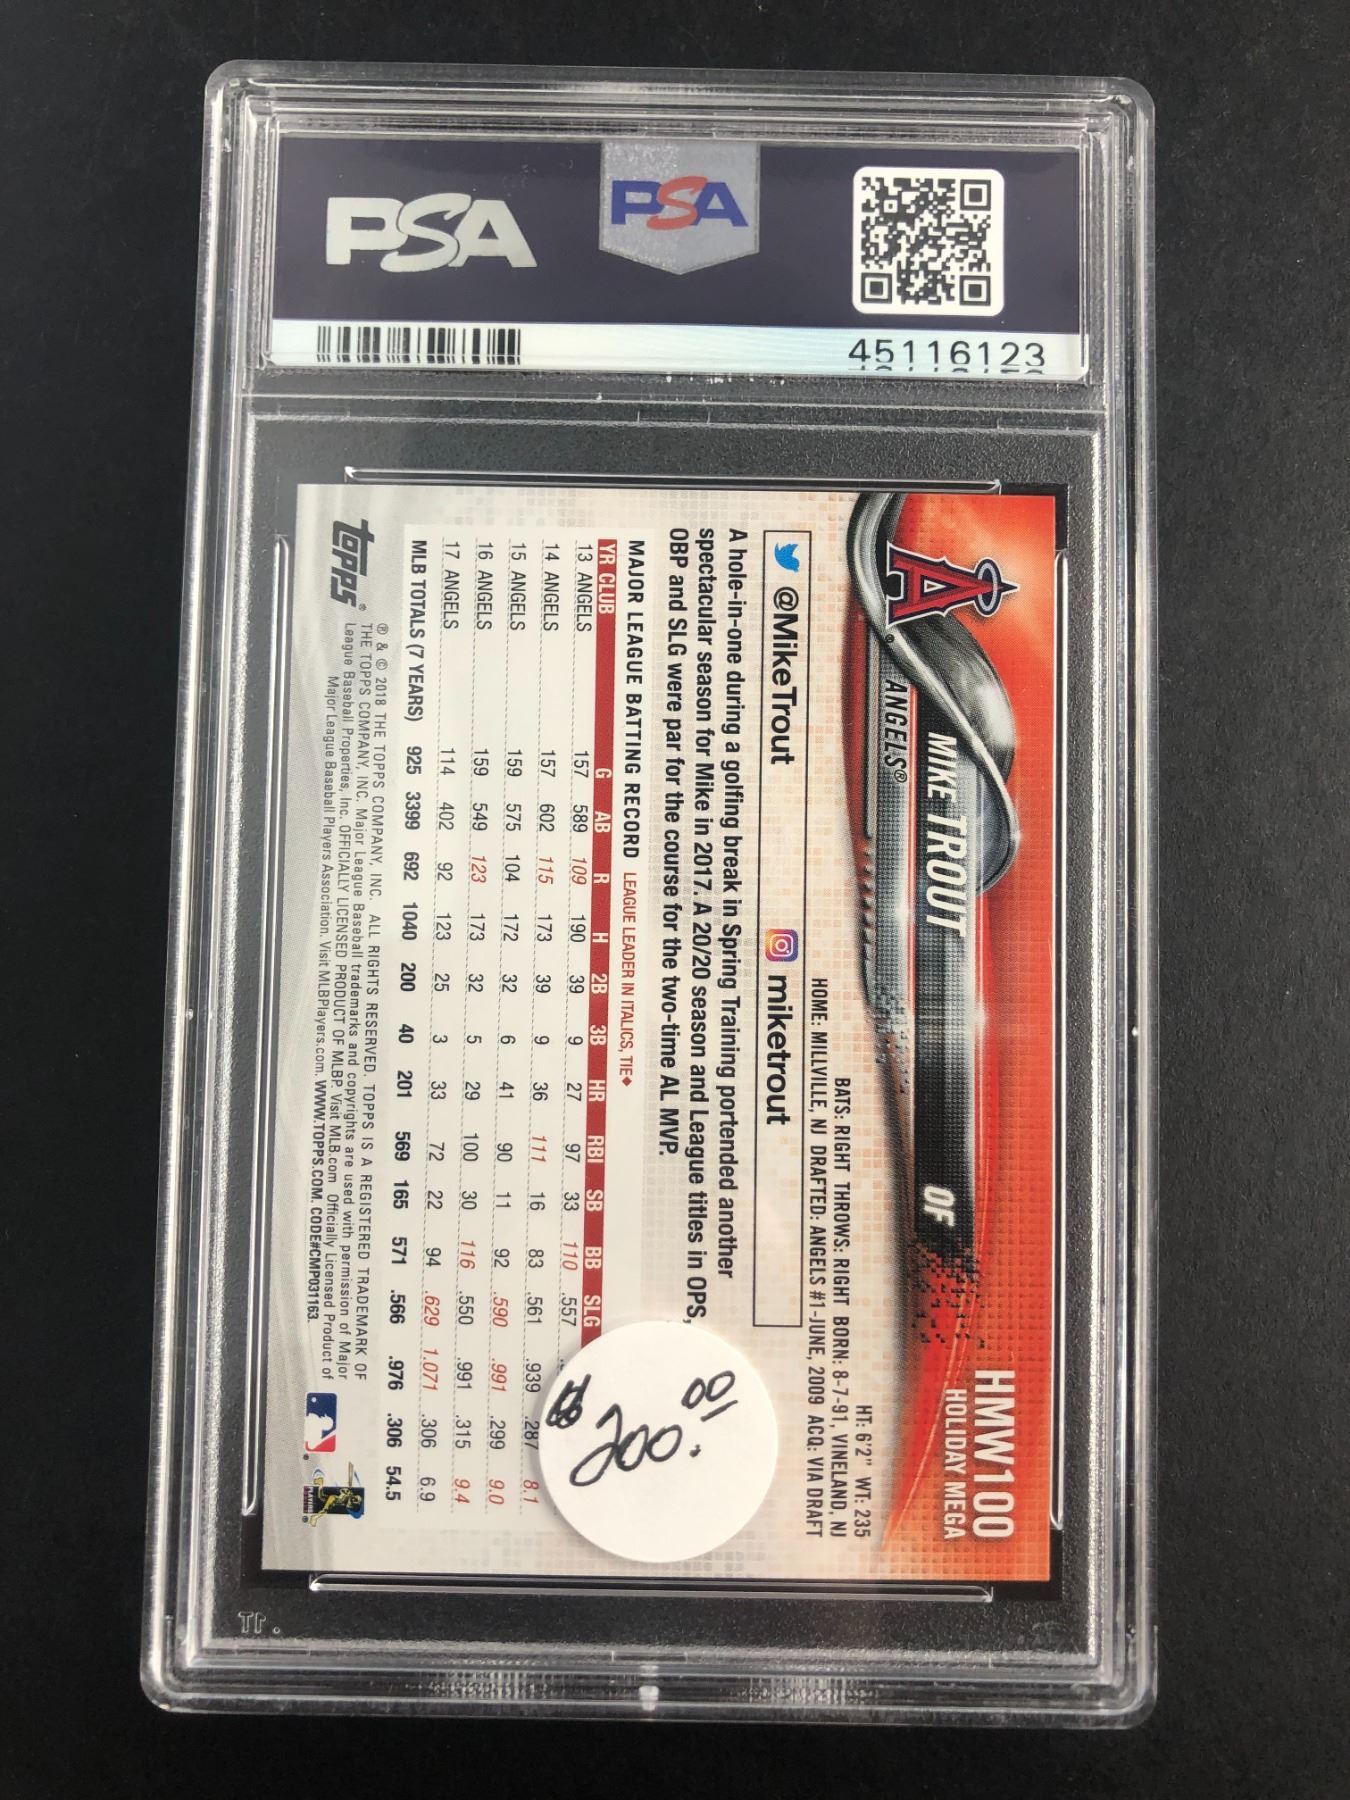 PSA
PSA
45116123
HMW100
HOLIDAY MEGA
MIKE TROUT OF
A
ANGELS®
HT: 6'2" WT: 235
BATS: RIGHT THROWS: RIGHT BORN: 8-7-91, VINELAND, NJ
HOME: MILLVILLE, NJ DRAFTED: ANGELS #1-JUNE, 2009 ACQ: VIA DRAFT
@MikeTrout miketrout
A hole-in-one during a golfing break in Spring Training portended another
spectacular season for Mike in 2017. A 20/20 season and League titles in OPS,
OBP and SLG were par for the course for the two-time AL MVP.
MAJOR LEAGUE BATTING RECORD LEAGUE LEADER IN ITALICS, TIE♦
YR CLUB G AB R H 2B 3B HR RBI SB BB SLG
13 ANGELS 157 589 109 190 39 9 27 97 33 110 .557
14 ANGELS 157 602 115 173 39 9 36 111 16 83 .561 .939 .287 8.1
15 ANGELS 159 575 104 172 32 6 41 90 11 92 .590 .991 .299 9.0
16 ANGELS 159 549 123 173 32 5 29 100 30 116 .550 .991 .315 9.4
17 ANGELS 114 402 92 123 25 3 33 72 22 94 .629 1.071 .306 6.9
MLB TOTALS (7 YEARS) 925 3399 692 1040 200 40 201 569 165 571 .566 .976 .306 54.5
topps®
® & © 2018 THE TOPPS COMPANY, INC. ALL RIGHTS RESERVED. TOPPS IS A REGISTERED TRADEMARK OF
THE TOPPS COMPANY, INC. Major League Baseball trademarks and copyrights are used with permission of Major
League Baseball Properties, Inc. OFFICIALLY LICENSED PRODUCT OF MLBP. Visit MLB.com Officially Licensed Product of
Major League Baseball Players Association. Visit MLBPlayers.com. WWW.TOPPS.COM. CODE#CMP031163.
$200.00